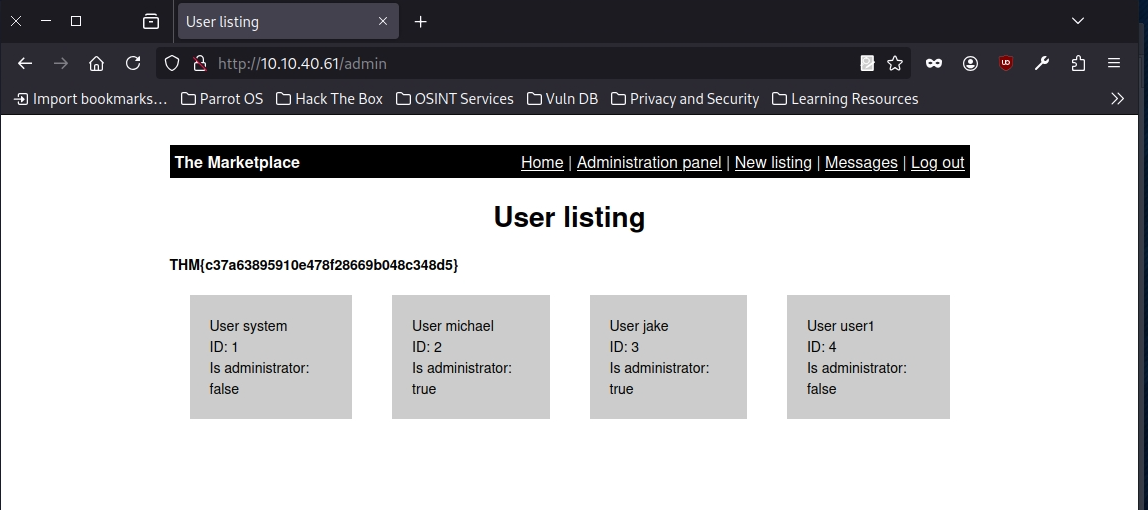 User listing
http://10.10.40.61/admin
Import bookmarks… Parrot OS Hack The Box OSINT Services Vuln DB Privacy and Security Learning Resources
The Marketplace Home | Administration panel | New listing | Messages | Log out
User listing
THM{c37a63895910e478f28669b048c348d5}
User system
ID: 1
Is administrator:
false
User michael
ID: 2
Is administrator:
true
User jake
ID: 3
Is administrator:
true
User user1
ID: 4
Is administrator:
false